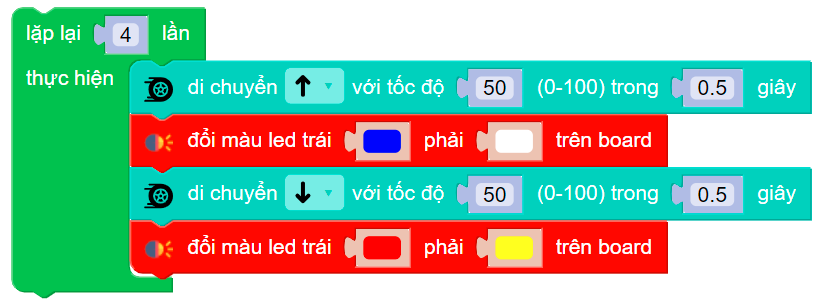 lặp lại 4 lần
thực hiện
di chuyển ↑ với tốc độ 50 (0-100) trong 0.5 giây
đổi màu led trái phải trên board
di chuyển ↓ với tốc độ 50 (0-100) trong 0.5 giây
đổi màu led trái phải trên board